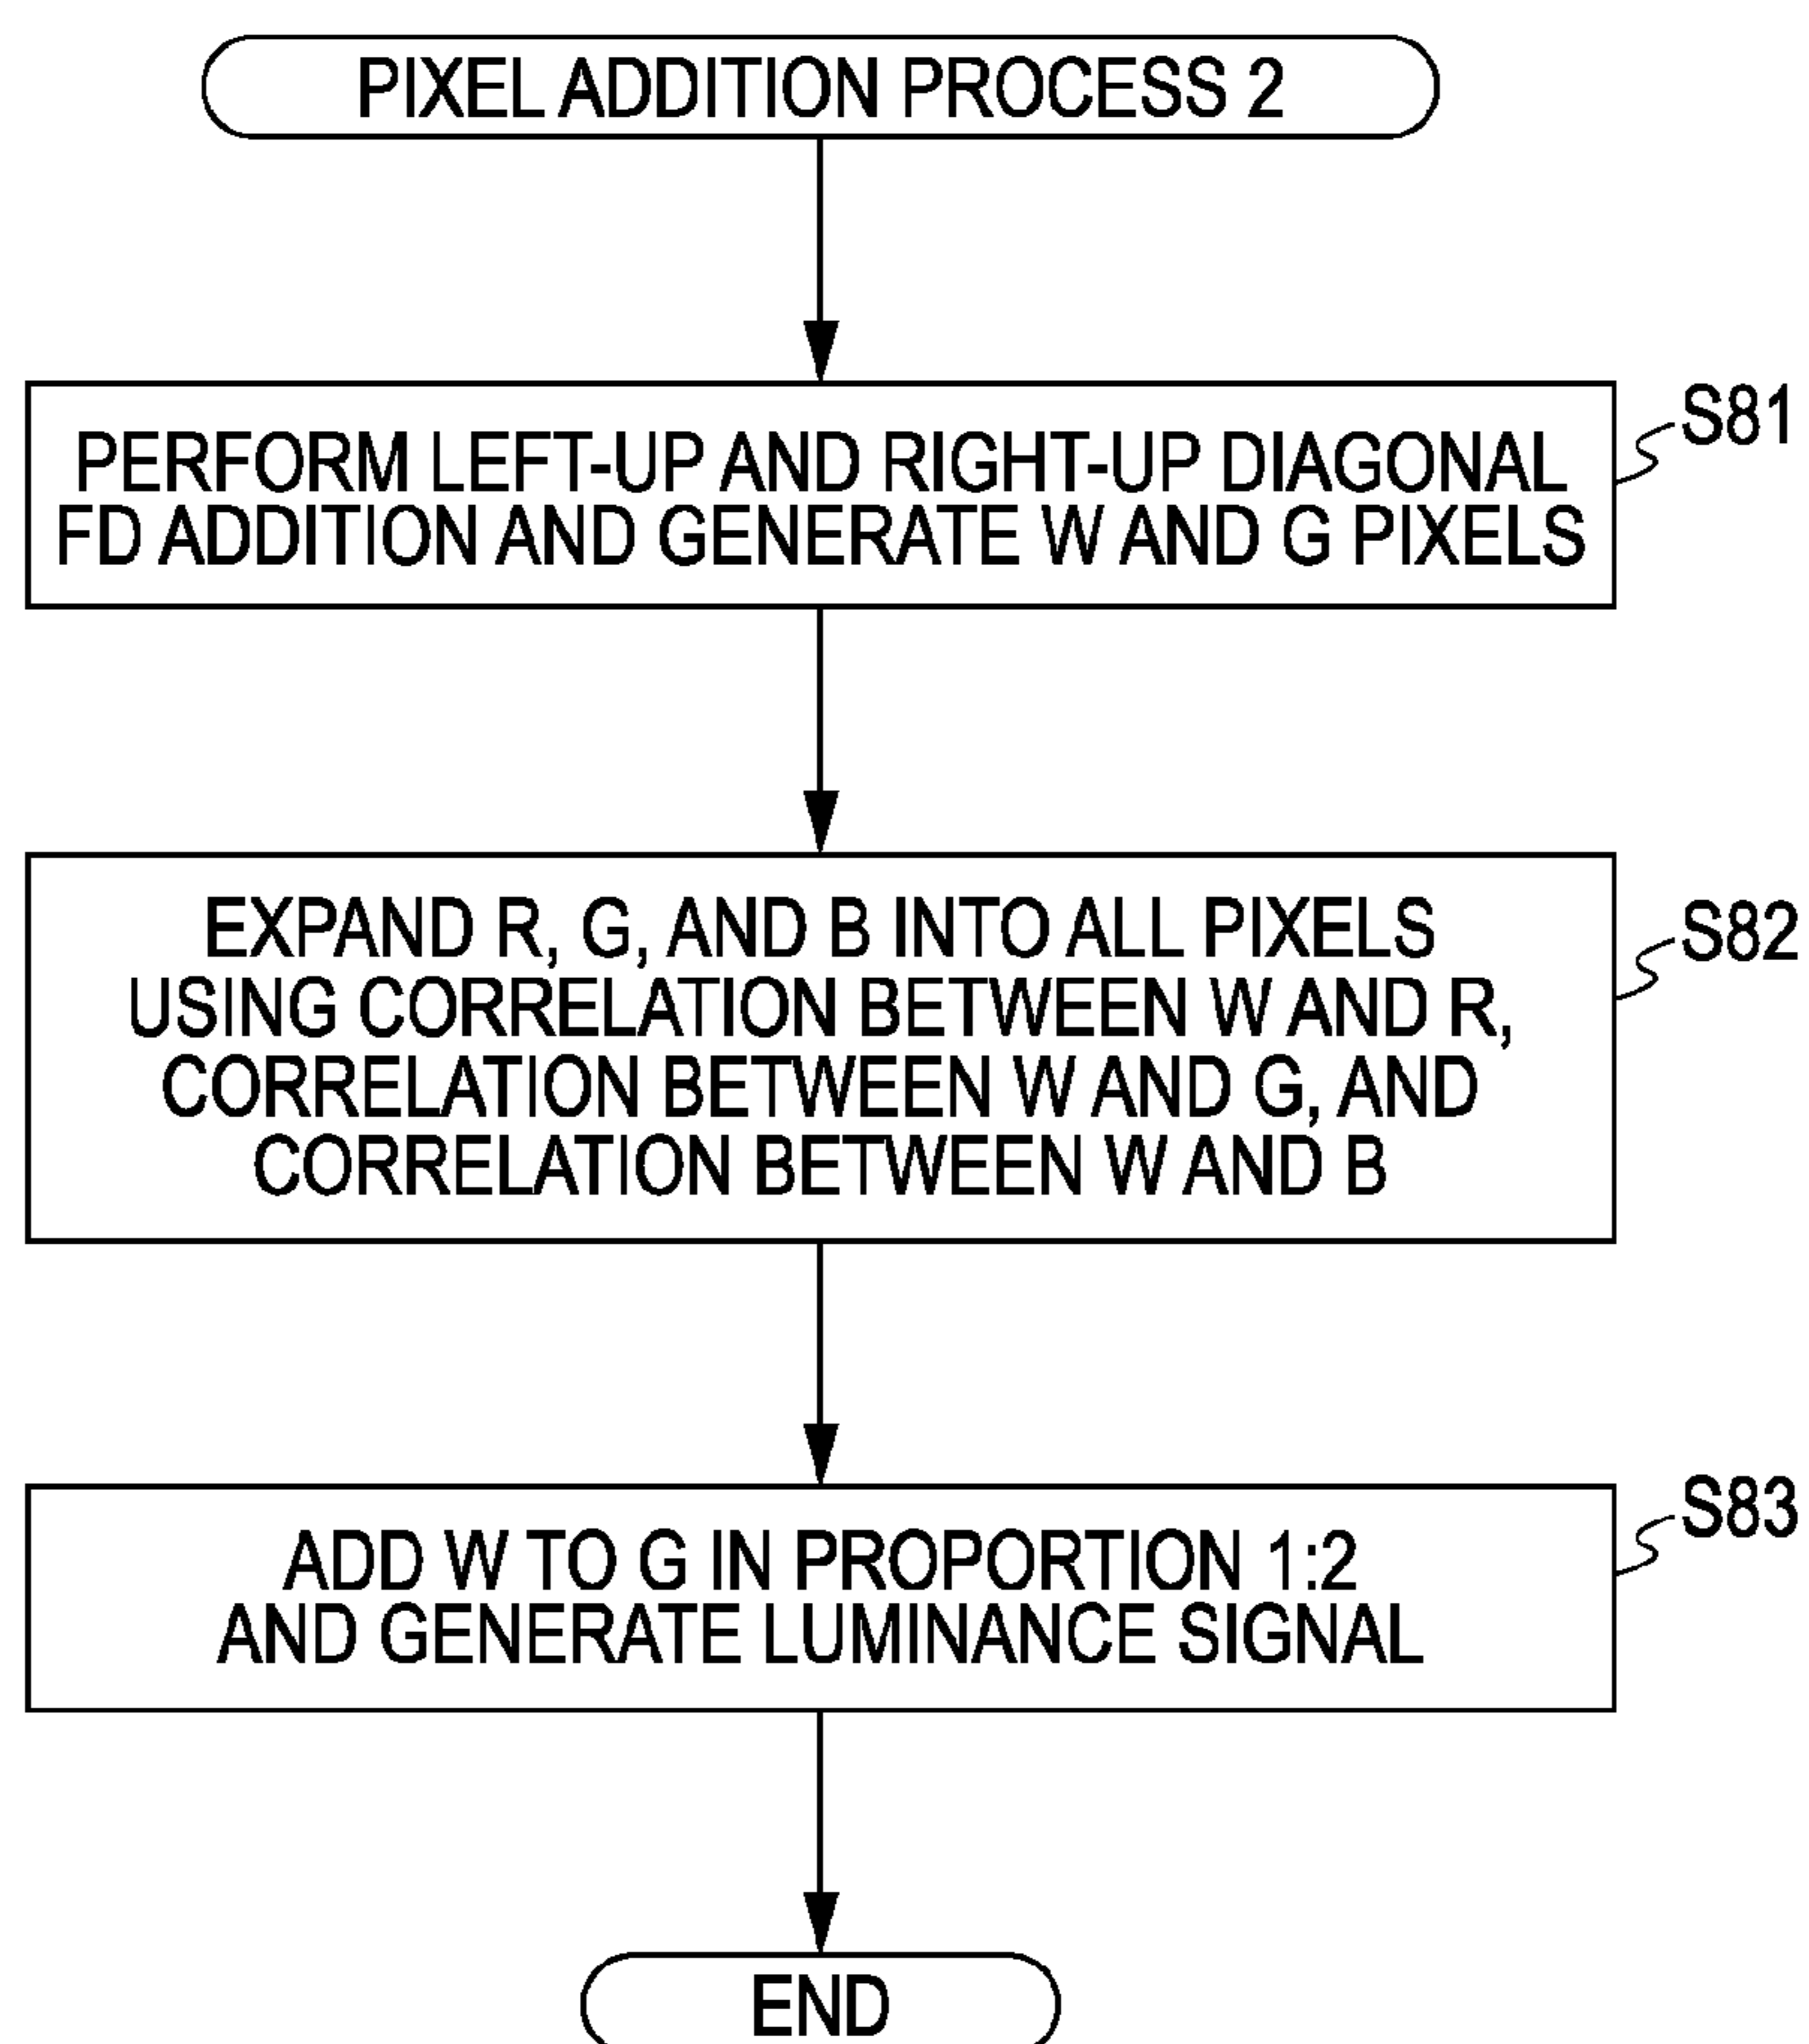 PIXEL ADDITION PROCESS 2
S81
PERFORM LEFT-UP AND RIGHT-UP DIAGONAL
FD ADDITION AND GENERATE W AND G PIXELS
S82
EXPAND R, G, AND B INTO ALL PIXELS
USING CORRELATION BETWEEN W AND R,
CORRELATION BETWEEN W AND G, AND
CORRELATION BETWEEN W AND B
S83
ADD W TO G IN PROPORTION 1:2
AND GENERATE LUMINANCE SIGNAL
END